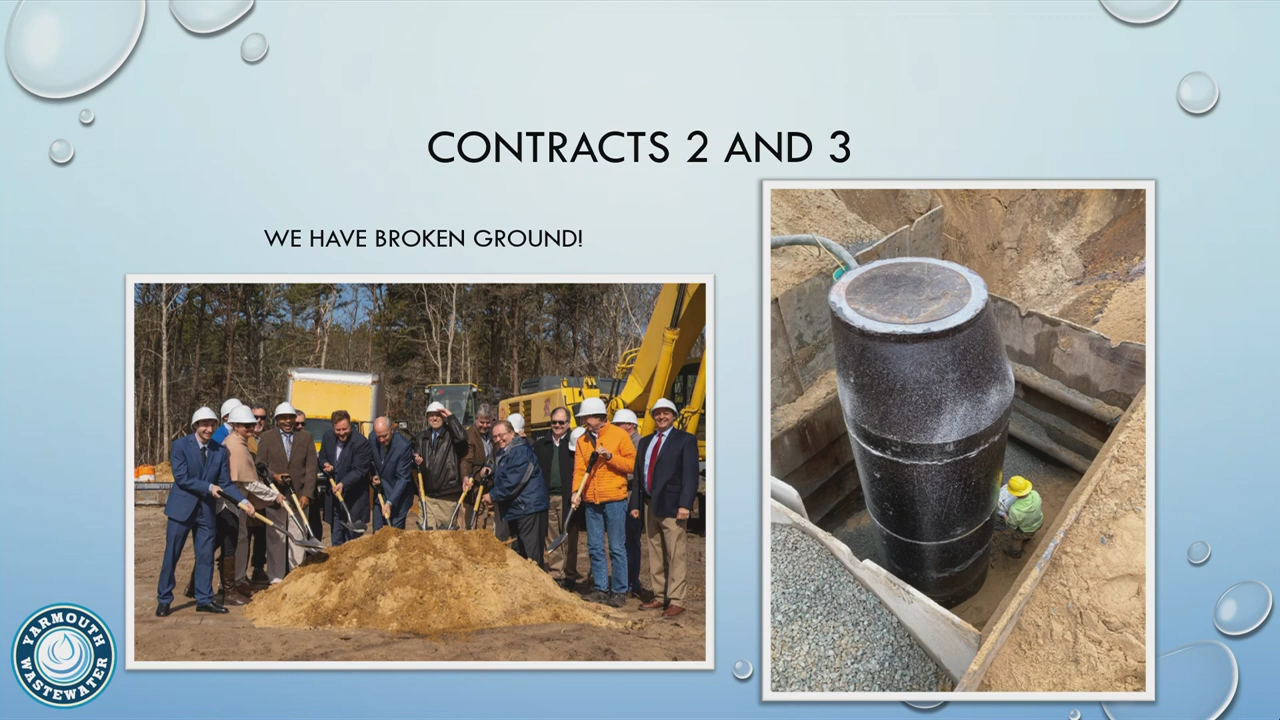 CONTRACTS 2 AND 3
WE HAVE BROKEN GROUND!
YARMOUTH
WASTEWATER